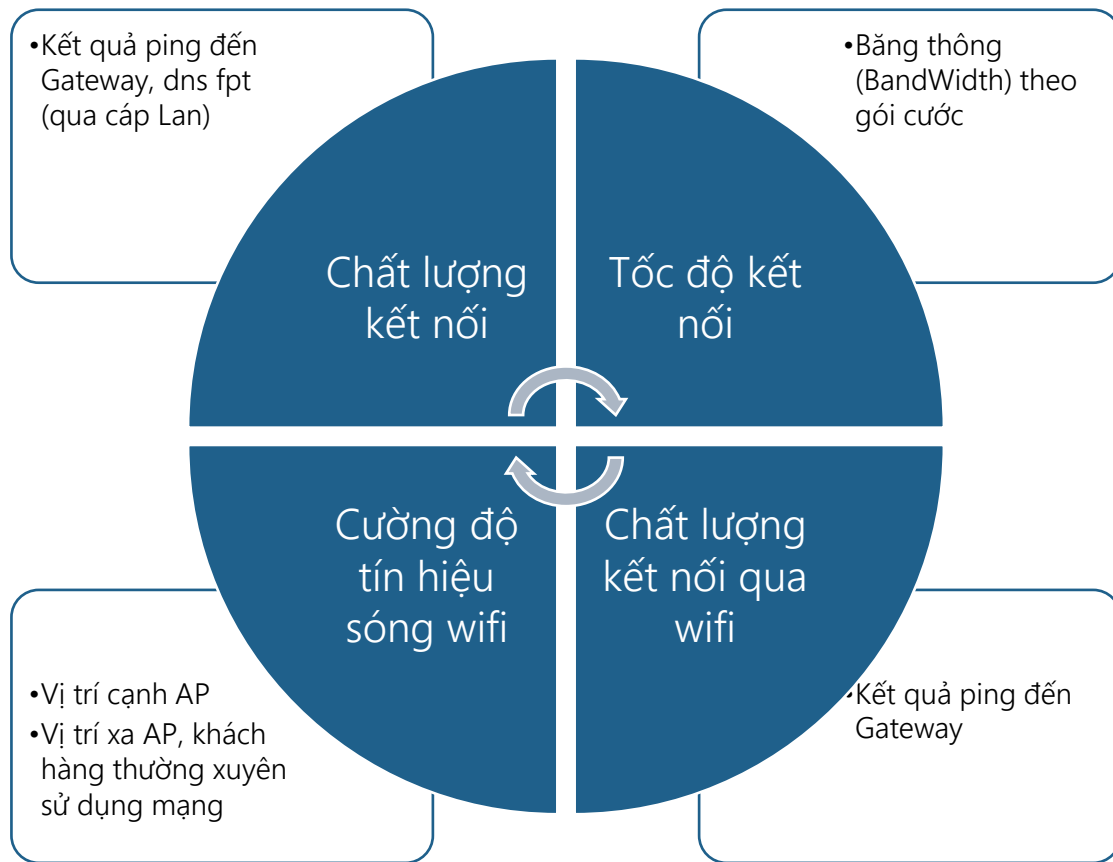 •Kết quả ping đến
Gateway, dns fpt
(qua cáp Lan)
•Băng thông
(BandWidth) theo
gói cước
Chất lượng
kết nối
Tốc độ kết
nối
Cường độ
tín hiệu
sóng wifi
Chất lượng
kết nối qua
wifi
•Vị trí cạnh AP
•Vị trí xa AP, khách
hàng thường xuyên
sử dụng mạng
•Kết quả ping đến
Gateway